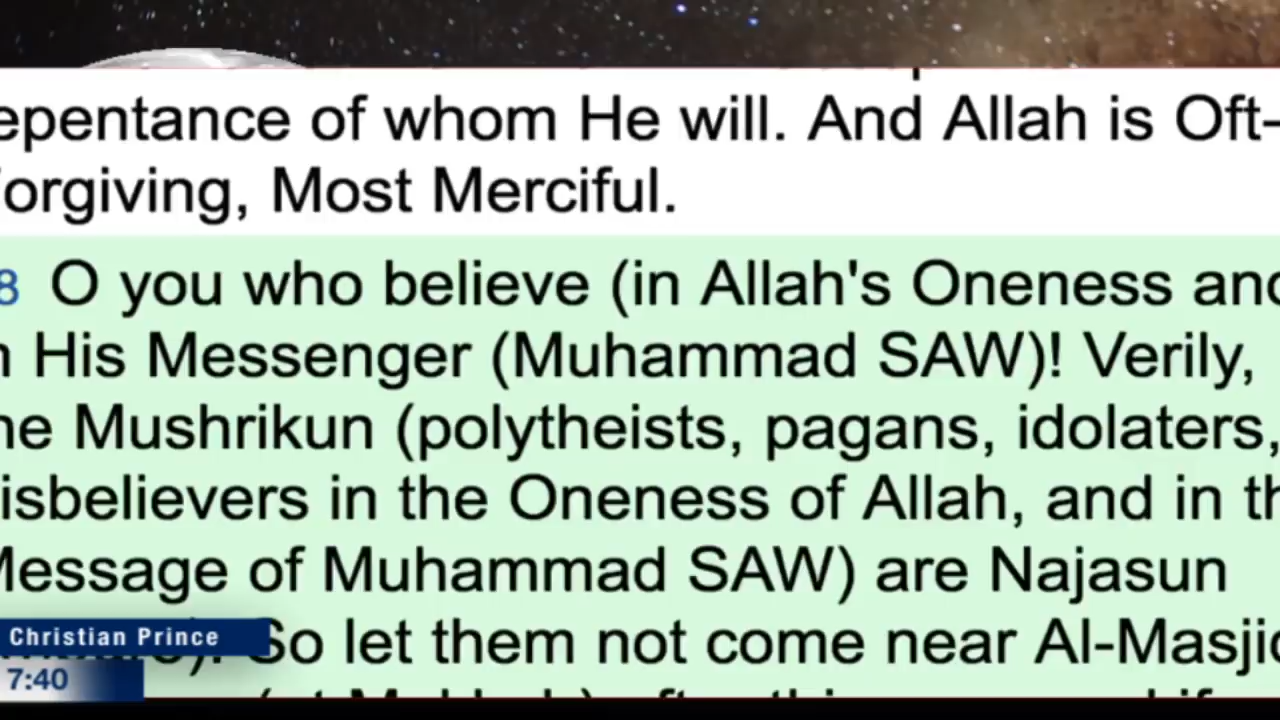 epentance of whom He will. And Allah is Oft-
orgiving, Most Merciful.
8 O you who believe (in Allah's Oneness and
His Messenger (Muhammad SAW)! Verily,
he Mushrikun (polytheists, pagans, idolaters,
isbelievers in the Oneness of Allah, and in th
Message of Muhammad SAW) are Najasun
So let them not come near Al-Masjid
Christian Prince
7:40